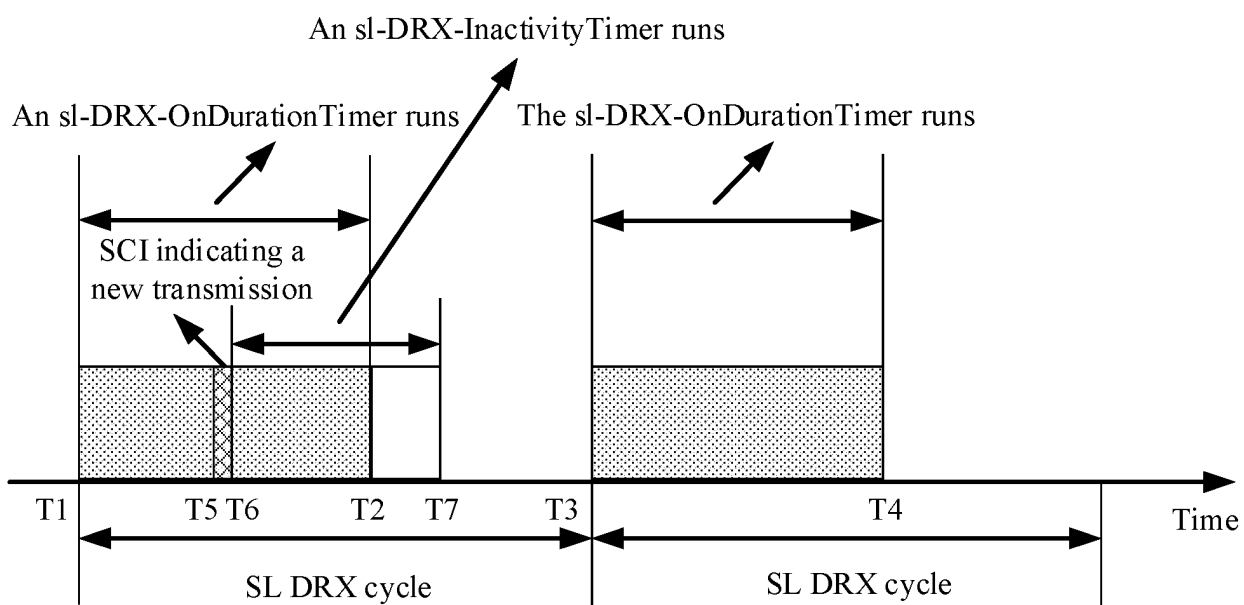 An sl-DRX-InactivityTimer runs
An sl-DRX-OnDurationTimer runs
The sl-DRX-OnDurationTimer runs
SCI indicating a
new transmission
T1
T5
T6
T2
T7
T3
T4
Time
SL DRX cycle
SL DRX cycle